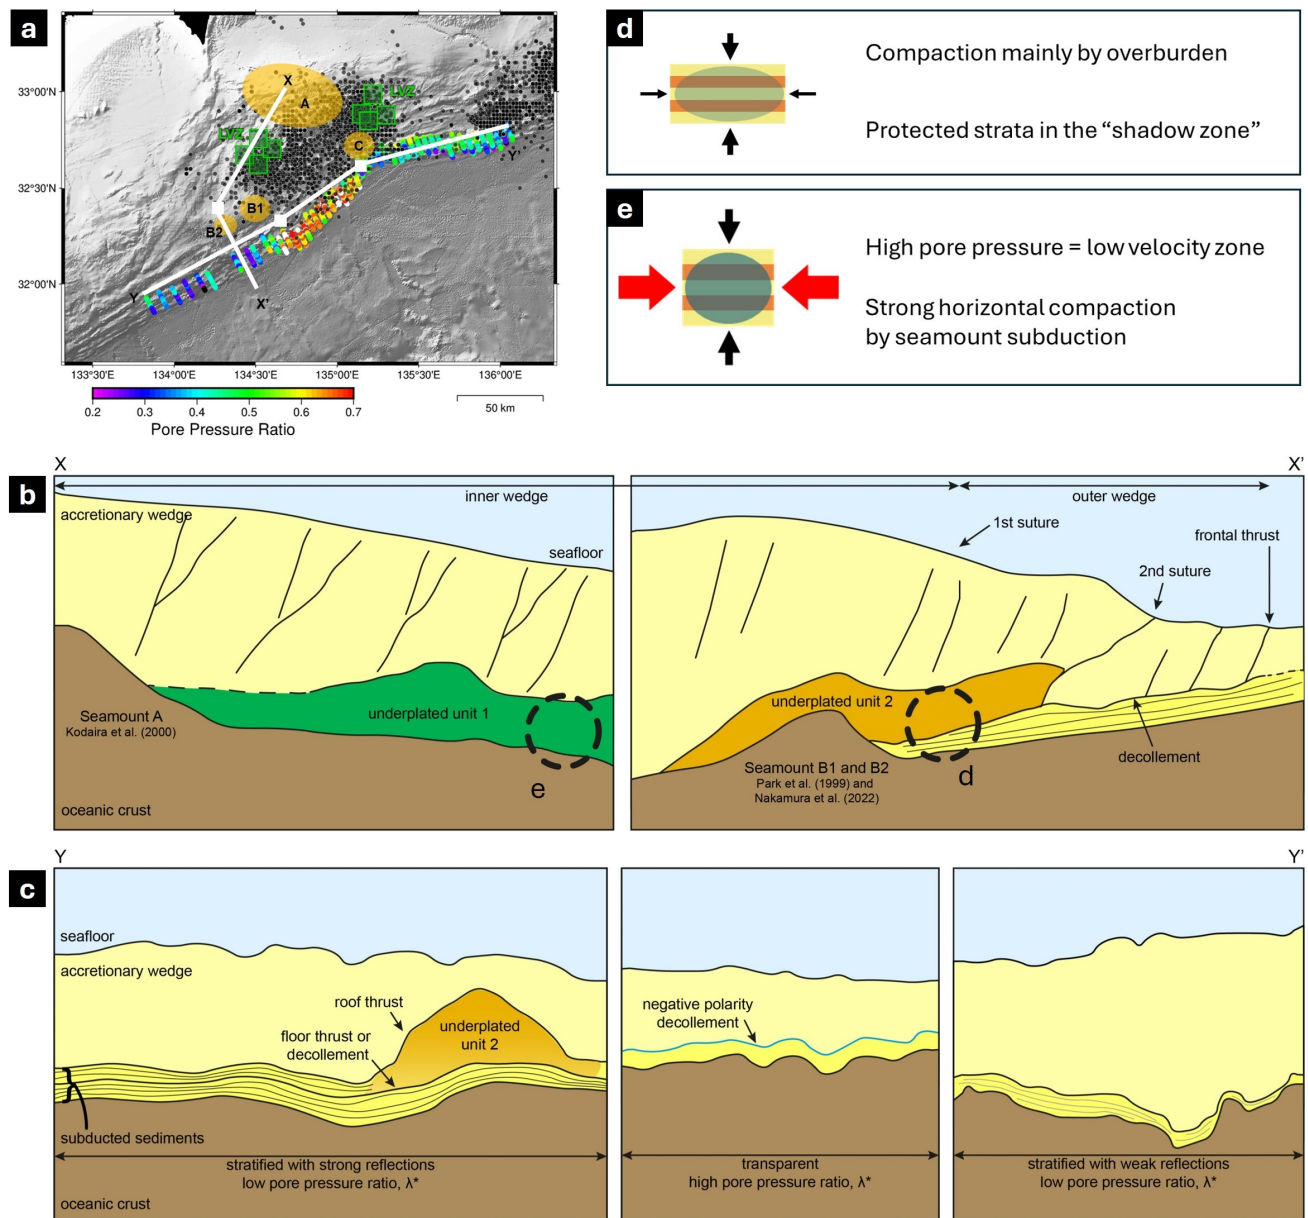 a
33°00'N
32°30'N
32°00'N
X
A
LVZ
LVZ
C
B1
B2
Y'
Y
X'
133°30'E
134°00'E
134°30'E
135°00'E
135°30'E
136°00'E
0.2
0.3
0.4
0.5
0.6
0.7
Pore Pressure Ratio
50 km
d
Compaction mainly by overburden
Protected strata in the “shadow zone”
e
High pore pressure = low velocity zone
Strong horizontal compaction
by seamount subduction
b
X
X’
inner wedge
outer wedge
accretionary wedge
seafloor
1st suture
frontal thrust
2nd suture
underplated unit 1
underplated unit 2
Seamount A
Kodaira et al. (2000)
e
Seamount B1 and B2
Park et al. (1999) and
Nakamura et al. (2022)
d
decollement
oceanic crust
c
Y
Y’
seafloor
accretionary wedge
roof thrust
floor thrust or
decollement
underplated
unit 2
subducted sediments
stratified with strong reflections
low pore pressure ratio, λ*
oceanic crust
negative polarity
decollement
transparent
high pore pressure ratio, λ*
stratified with weak reflections
low pore pressure ratio, λ*